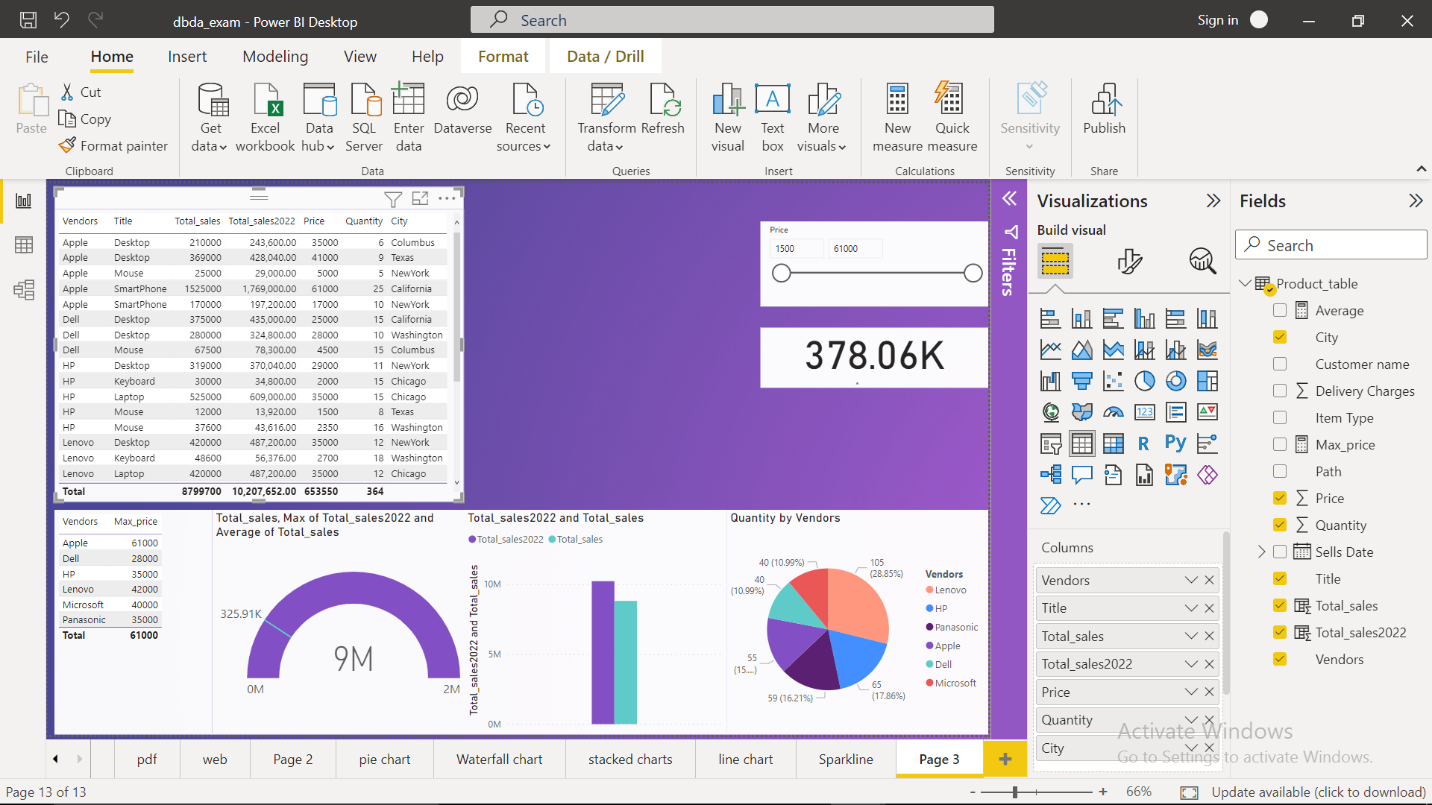 dbda_exam - Power BI Desktop
Search
Sign in
File Home Insert Modeling View Help Format Data / Drill
Paste
Cut
Copy
Format painter
Clipboard
Get data
Excel workbook
Data hub
SQL Server
Enter data
Dataverse
Recent sources
Data
Transform data
Refresh
Queries
New visual
Text box
More visuals
Insert
New measure
Quick measure
Calculations
Sensitivity
Sensitivity
Publish
Share
Vendors Title Total_sales Total_sales2022 Price Quantity City
Apple Desktop 210000 243,600.00 35000 6 Columbus
Apple Desktop 369000 428,040.00 41000 9 Texas
Apple Mouse 25000 29,000.00 5000 5 NewYork
Apple SmartPhone 1525000 1,769,000.00 61000 25 California
Apple SmartPhone 170000 197,200.00 17000 10 NewYork
Dell Desktop 375000 435,000.00 25000 15 California
Dell Desktop 280000 324,800.00 28000 10 Washington
Dell Mouse 67500 78,300.00 4500 15 Columbus
HP Desktop 319000 370,040.00 29000 11 NewYork
HP Keyboard 30000 34,800.00 2000 15 Chicago
HP Laptop 525000 609,000.00 35000 15 Chicago
HP Mouse 12000 13,920.00 1500 8 Texas
HP Mouse 37600 43,616.00 2350 16 Washington
Lenovo Desktop 420000 487,200.00 35000 12 NewYork
Lenovo Keyboard 48600 56,376.00 2700 18 Washington
Lenovo Laptop 420000 487,200.00 35000 12 Chicago
Total 8799700 10,207,652.00 653550 364
Price
1500 61000
378.06K
Vendors Max_price
Apple 61000
Dell 28000
HP 35000
Lenovo 42000
Microsoft 40000
Panasonic 35000
Total 61000
Total_sales, Max of Total_sales2022 and
Average of Total_sales
325.91K
9M
0M 2M
Total_sales2022 and Total_sales
Total_sales2022 Total_sales
Total_sales2022 and Total_sales
10M
5M
0M
Quantity by Vendors
40 (10.99%)
40
(10.99%)
55
(15....)
59 (16.21%)
65
(17.86%)
105
(28.85%)
Vendors
Lenovo
HP
Panasonic
Apple
Dell
Microsoft
Filters
Visualizations
Build visual
123
R
Py
Columns
Vendors
Title
Total_sales
Total_sales2022
Price
Quantity
City
Fields
Search
Product_table
Average
City
Customer name
Delivery Charges
Item Type
Max_price
Path
Price
Quantity
Sells Date
Title
Total_sales
Total_sales2022
Vendors
Activate Windows
Go to Settings to activate Windows.
pdf web Page 2 pie chart Waterfall chart stacked charts line chart Sparkline Page 3 +
Page 13 of 13
- + 66%
Update available (click to download)